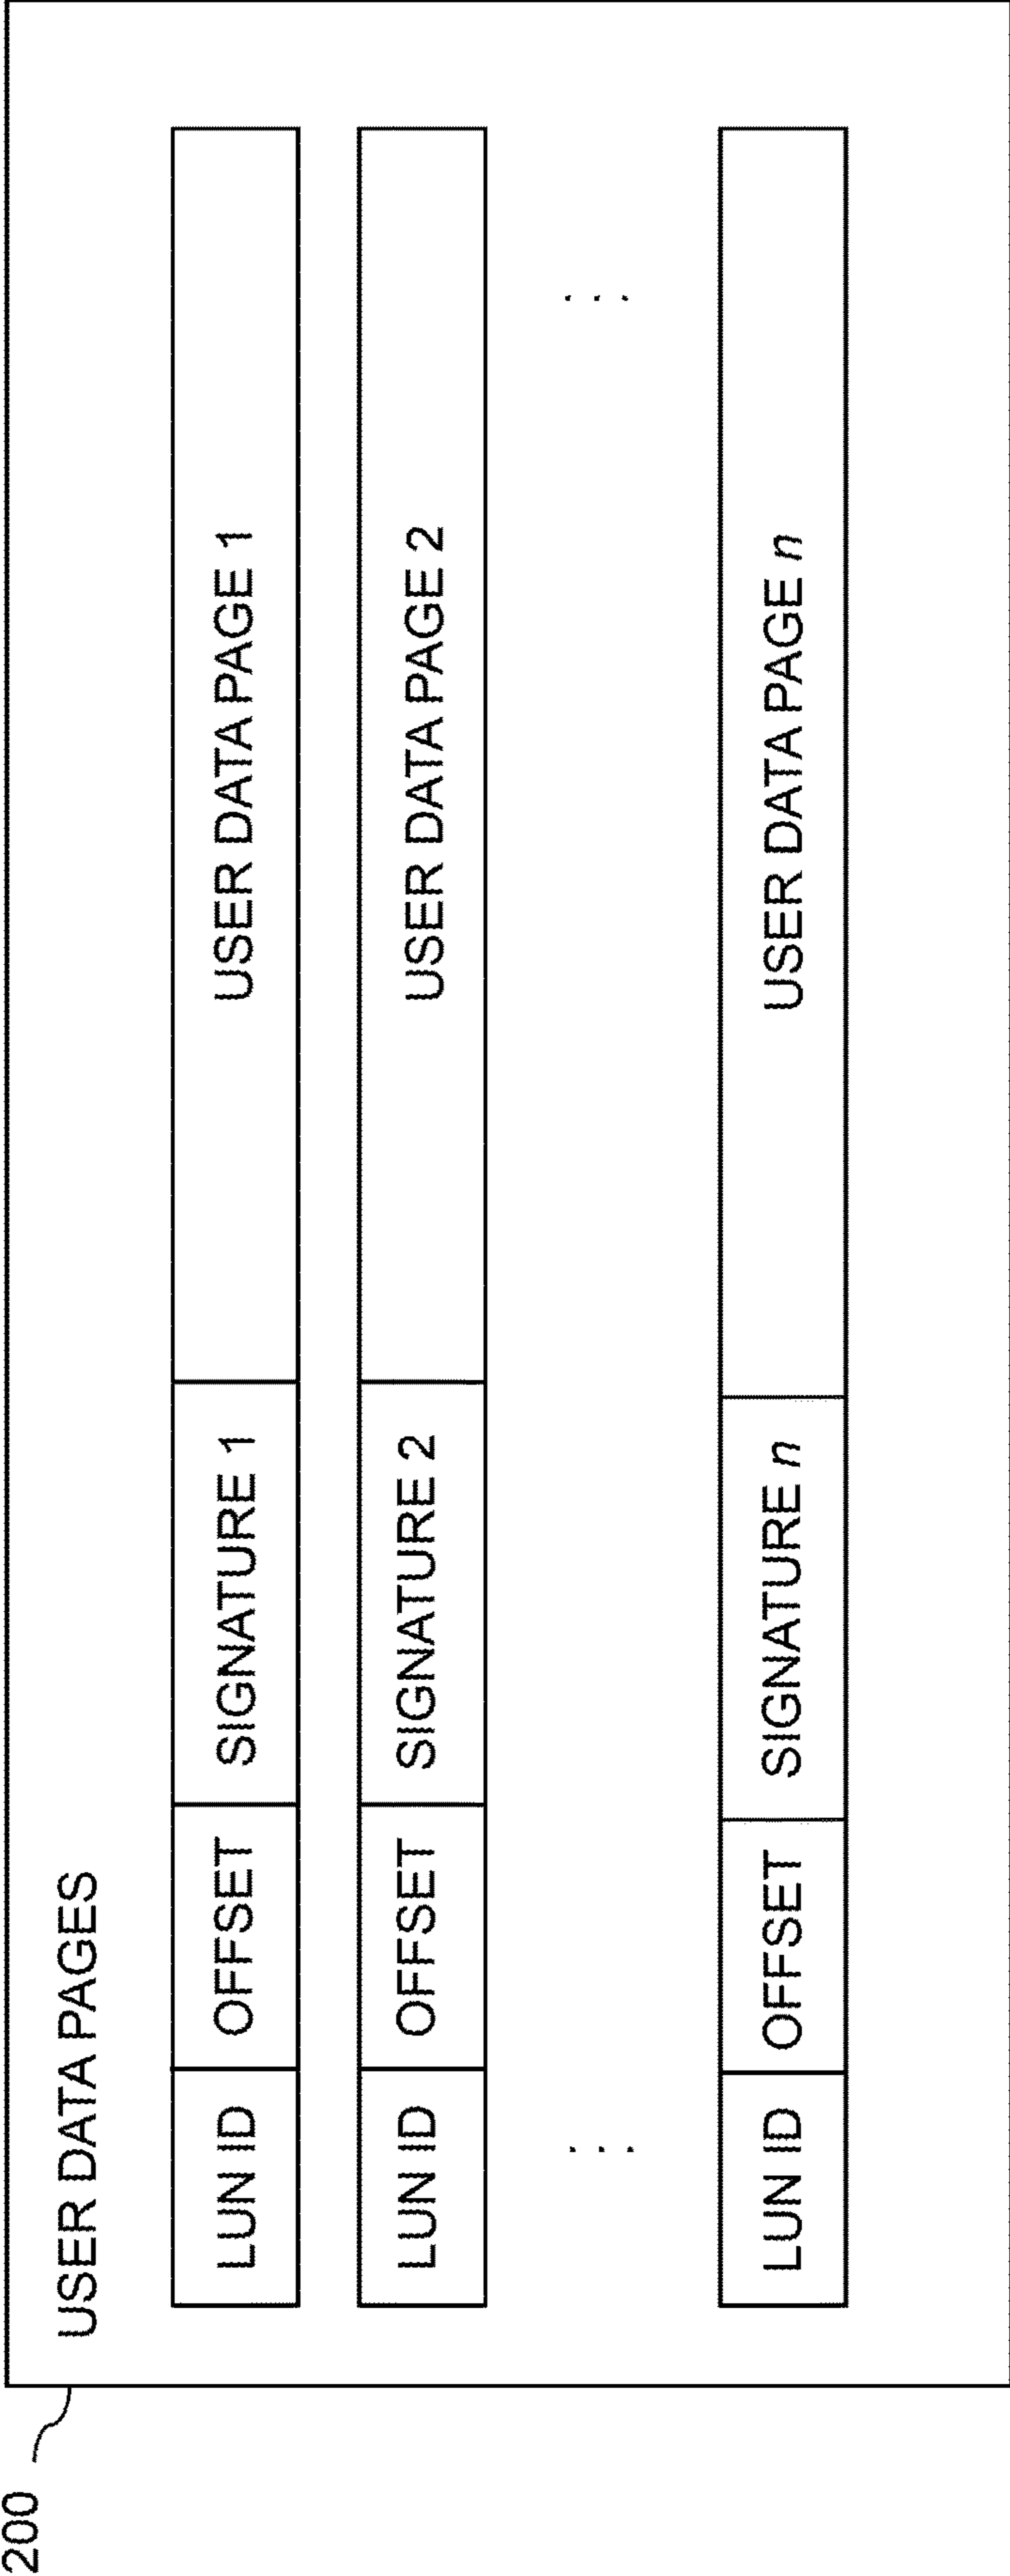 200
USER DATA PAGES
LUN ID OFFSET SIGNATURE 1 USER DATA PAGE 1
LUN ID OFFSET SIGNATURE 2 USER DATA PAGE 2
. . . . . .
LUN ID OFFSET SIGNATURE n USER DATA PAGE n